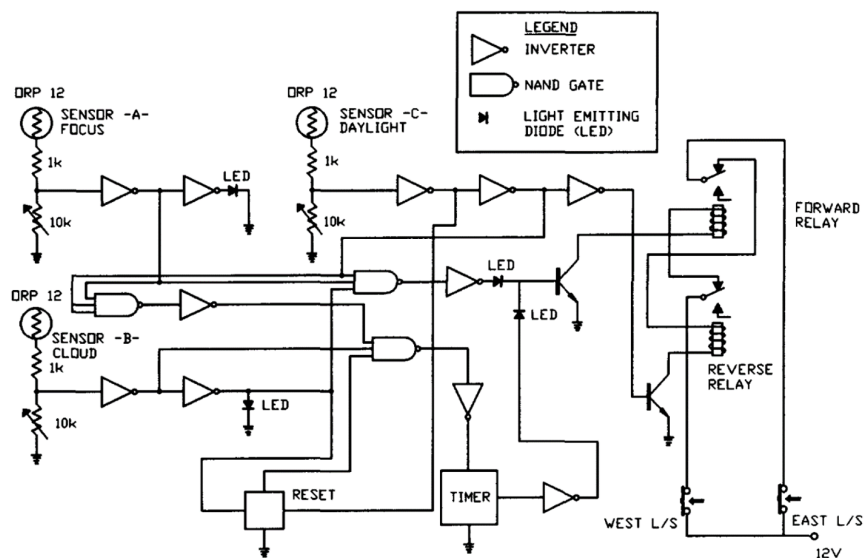 LEGEND
INVERTER
NAND GATE
LIGHT EMITTING
DIODE (LED)
ORP 12
SENSOR -A-
FOCUS
1k
10k
LED
ORP 12
SENSOR -C-
DAYLIGHT
1k
10k
FORWARD
RELAY
LED
LED
ORP 12
SENSOR -B-
CLOUD
1k
10k
LED
REVERSE
RELAY
RESET
TIMER
WEST L/S
EAST L/S
12V